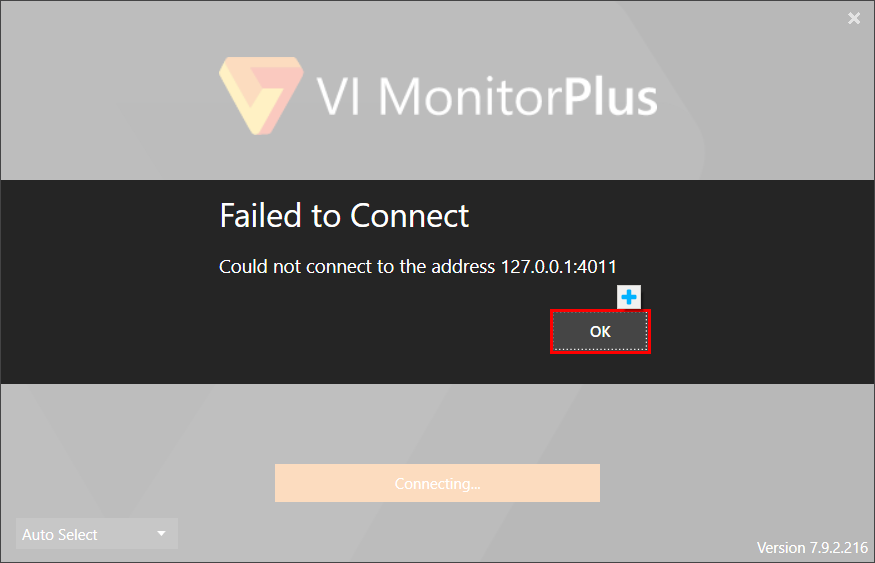 VI MonitorPlus
Failed to Connect
Could not connect to the address 127.0.0.1:4011
OK
Connecting...
Auto Select
Version 7.9.2.216